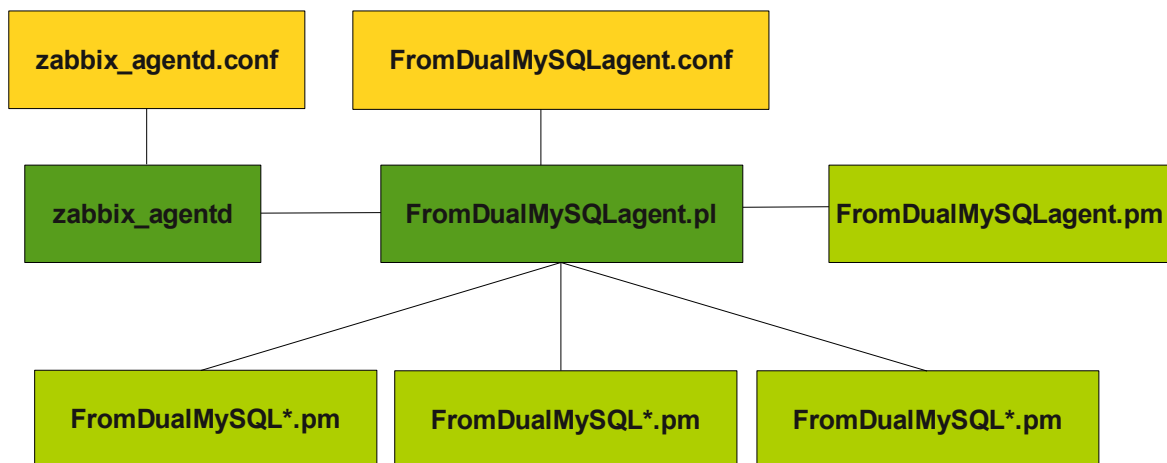 zabbix_agentd.conf
FromDualMySQLagent.conf
zabbix_agentd
FromDualMySQLagent.pl
FromDualMySQLagent.pm
FromDualMySQL*.pm
FromDualMySQL*.pm
FromDualMySQL*.pm